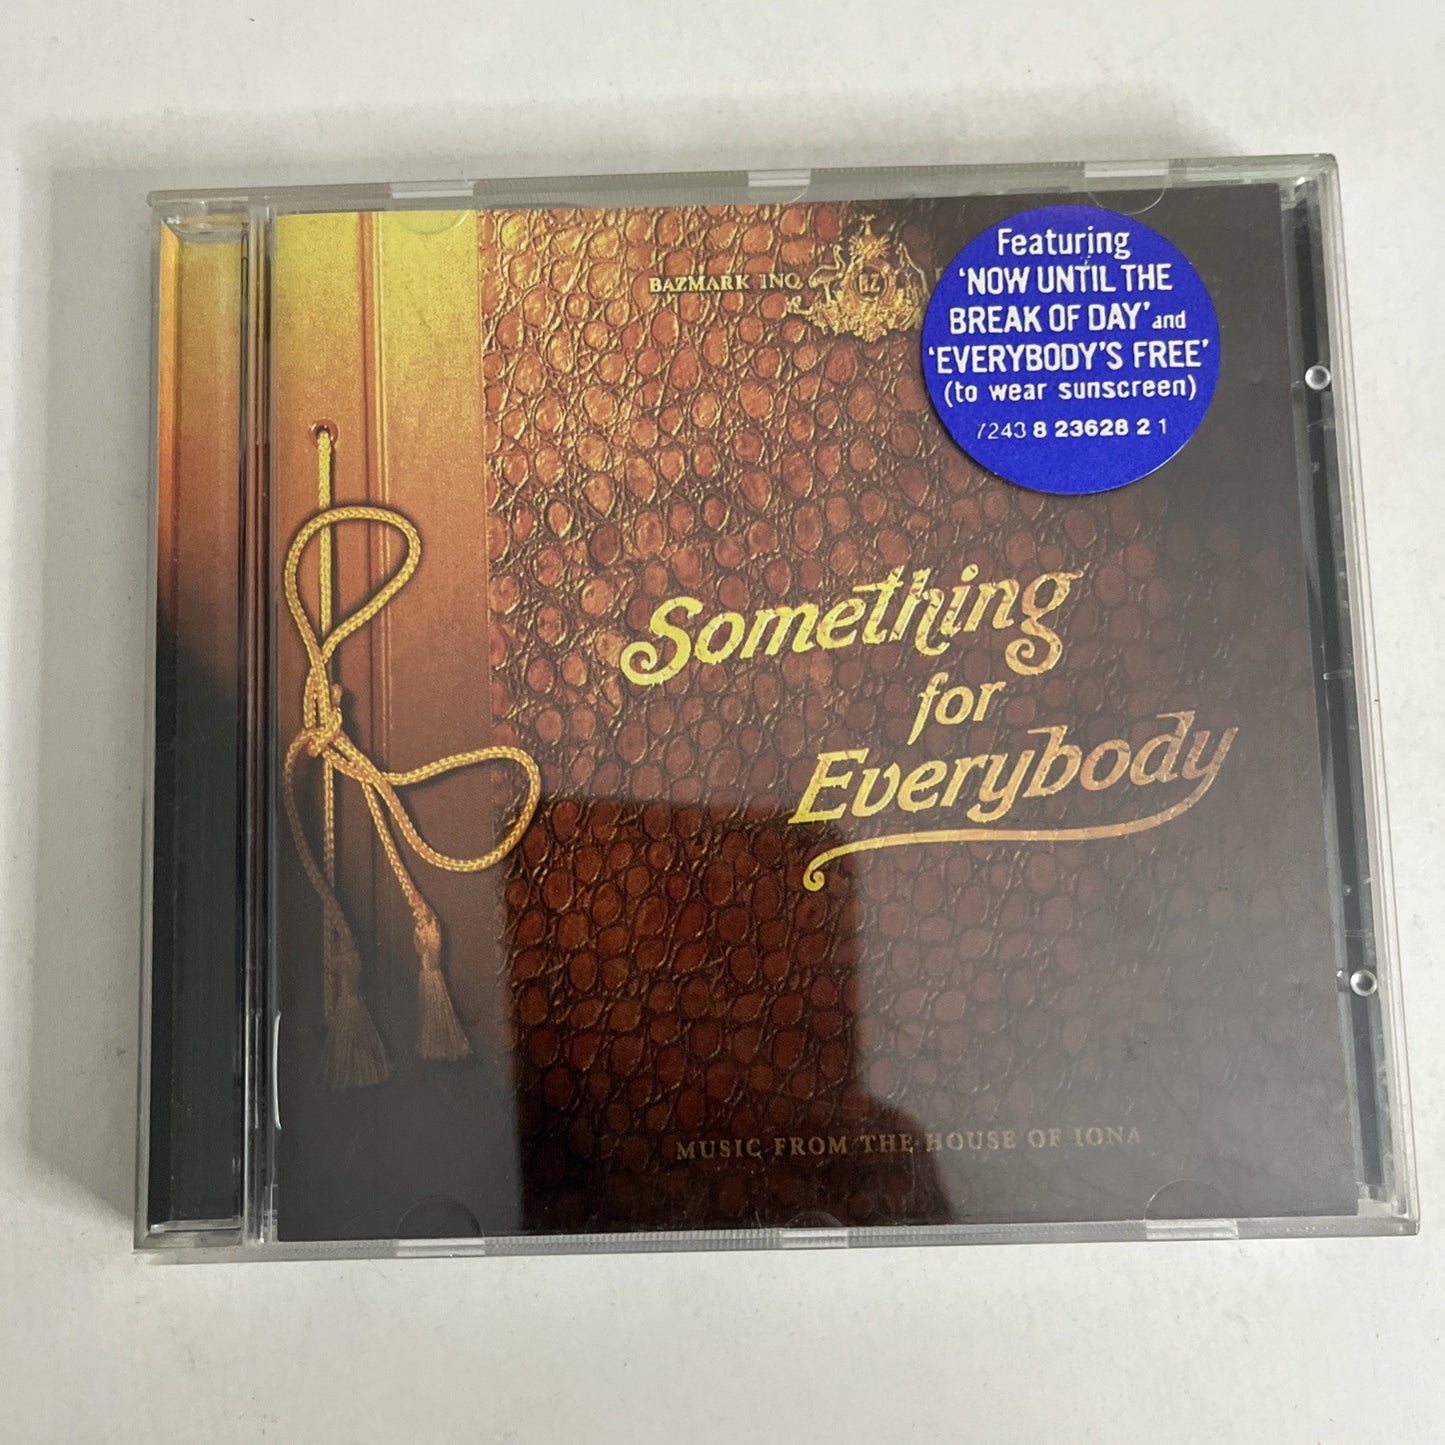 BAZMARK INQ
BZ
Featuring
'NOW UNTIL THE
BREAK OF DAY' and
'EVERYBODY'S FREE'
(to wear sunscreen)
7243 8 23628 2 1
Something
for
Everybody
MUSIC FROM THE HOUSE OF IONA